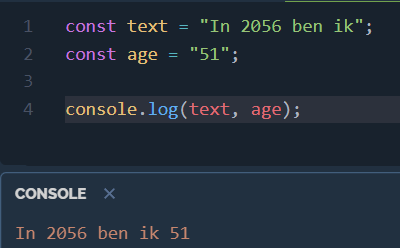 1 const text = "In 2056 ben ik";
2 const age = "51";
3
4 console.log(text, age);
CONSOLE ×
In 2056 ben ik 51